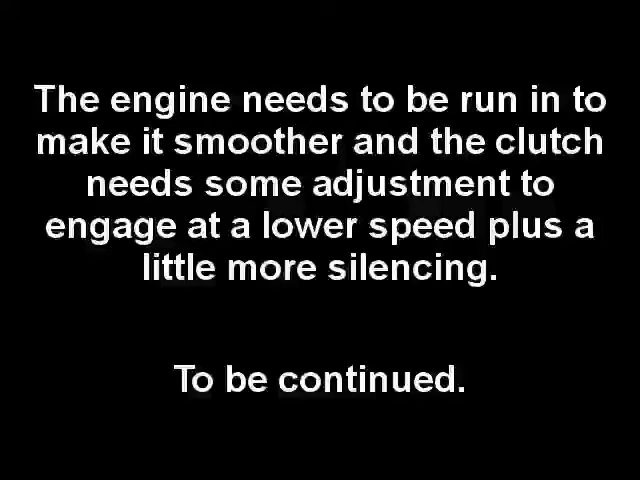 The engine needs to be run in to
make it smoother and the clutch
needs some adjustment to
engage at a lower speed plus a
little more silencing.
To be continued.